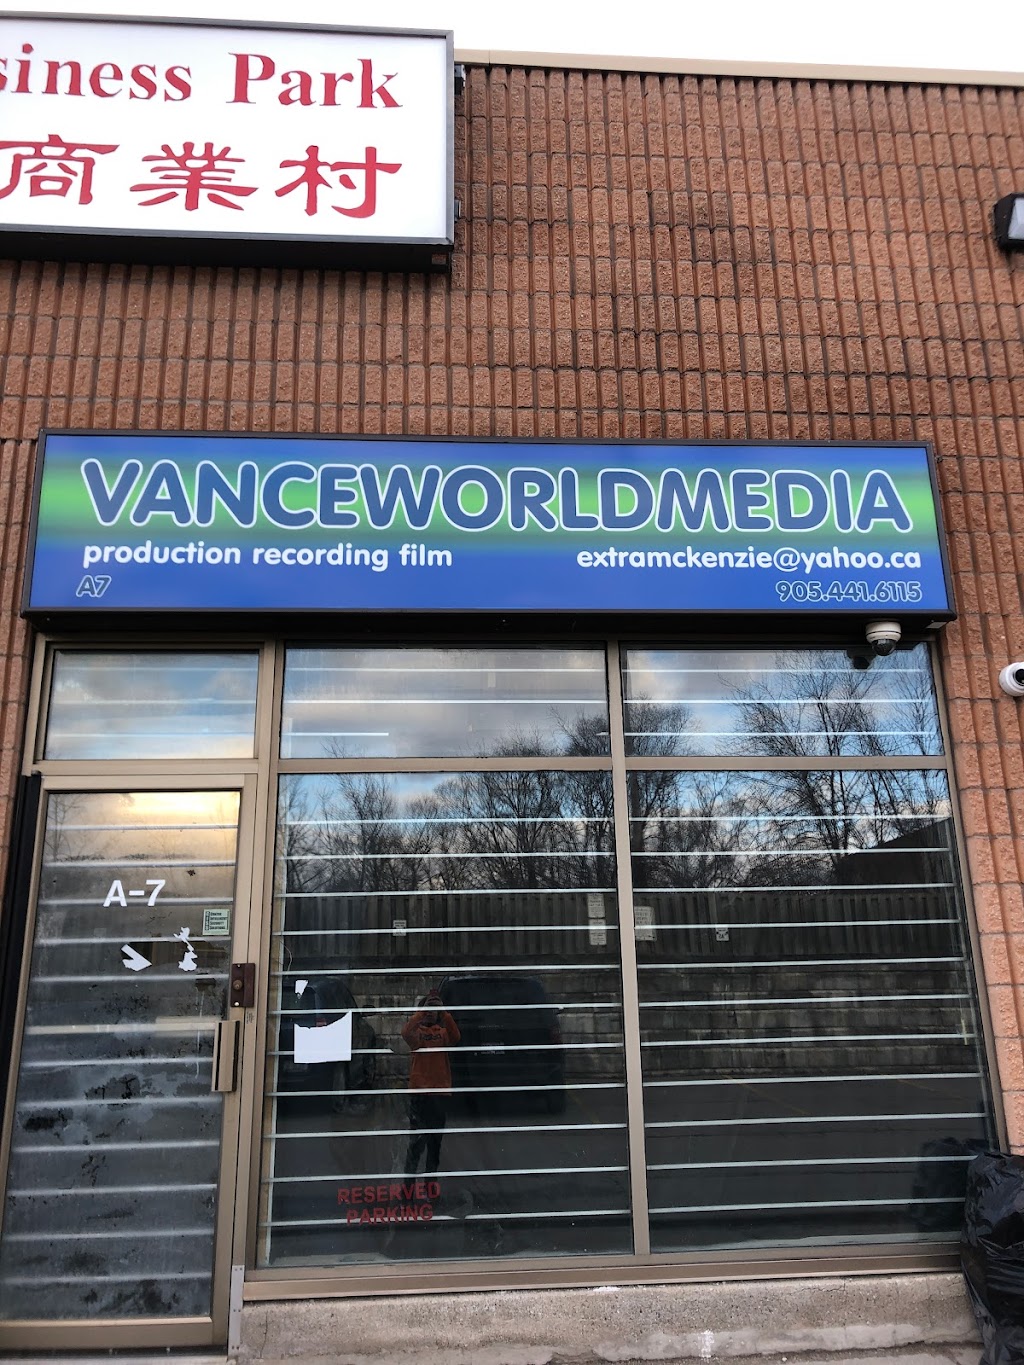 siness Park
商業村
VANCEWORLDMEDIA
production recording film
extramckenzie@yahoo.ca
A7
905.441.6115
A-7
RESERVED
PARKING